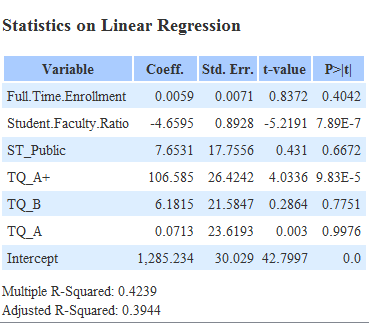 Statistics on Linear Regression
Variable Coeff. Std. Err. t-value P>|t|
Full.Time.Enrollment 0.0059 0.0071 0.8372 0.4042
Student.Faculty.Ratio -4.6595 0.8928 -5.2191 7.89E-7
ST_Public 7.6531 17.7556 0.431 0.6672
TQ_A+ 106.585 26.4242 4.0336 9.83E-5
TQ_B 6.1815 21.5847 0.2864 0.7751
TQ_A 0.0713 23.6193 0.003 0.9976
Intercept 1,285.234 30.029 42.7997 0.0
Multiple R-Squared: 0.4239
Adjusted R-Squared: 0.3944